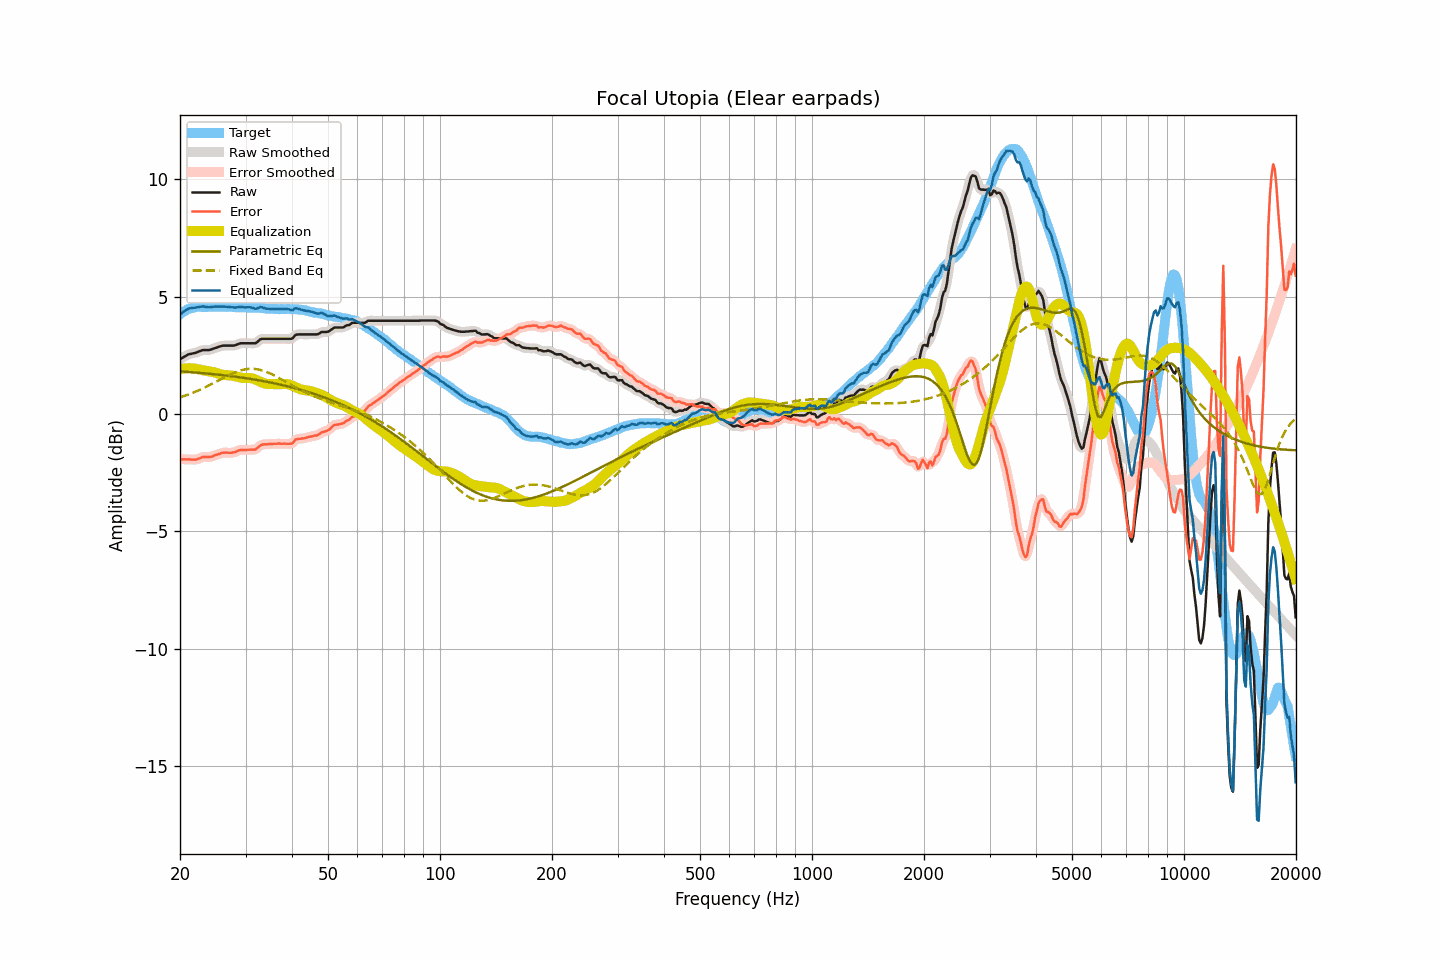 Focal Utopia (Elear earpads)
Target
Raw Smoothed
Error Smoothed
Raw
Error
Equalization
Parametric Eq
Fixed Band Eq
Equalized
10
5
0
−5
−10
−15
Amplitude (dBr)
20 50 100 200 500 1000 2000 5000 10000 20000
Frequency (Hz)